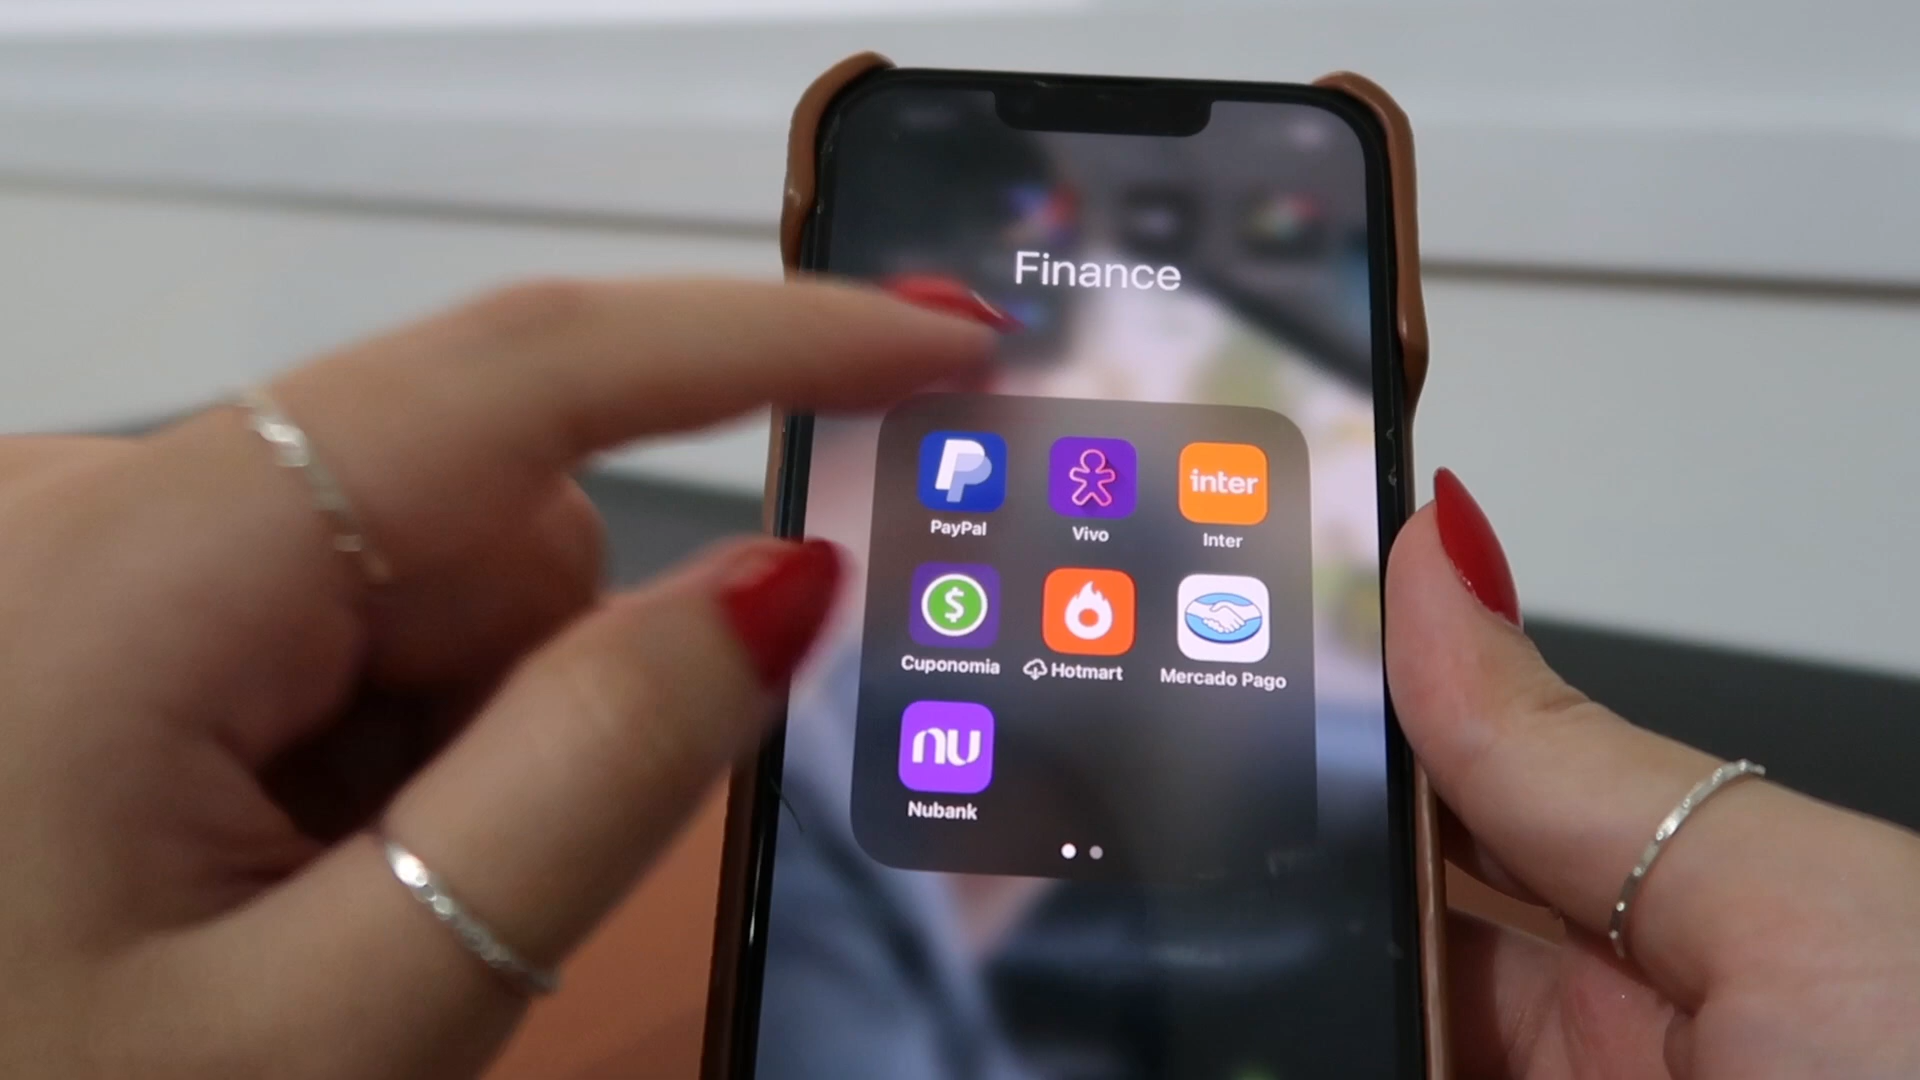 Finance
inter
PayPal
Vivo
Inter
$
Cuponomia
Hotmart
Mercado Pago
nu
Nubank